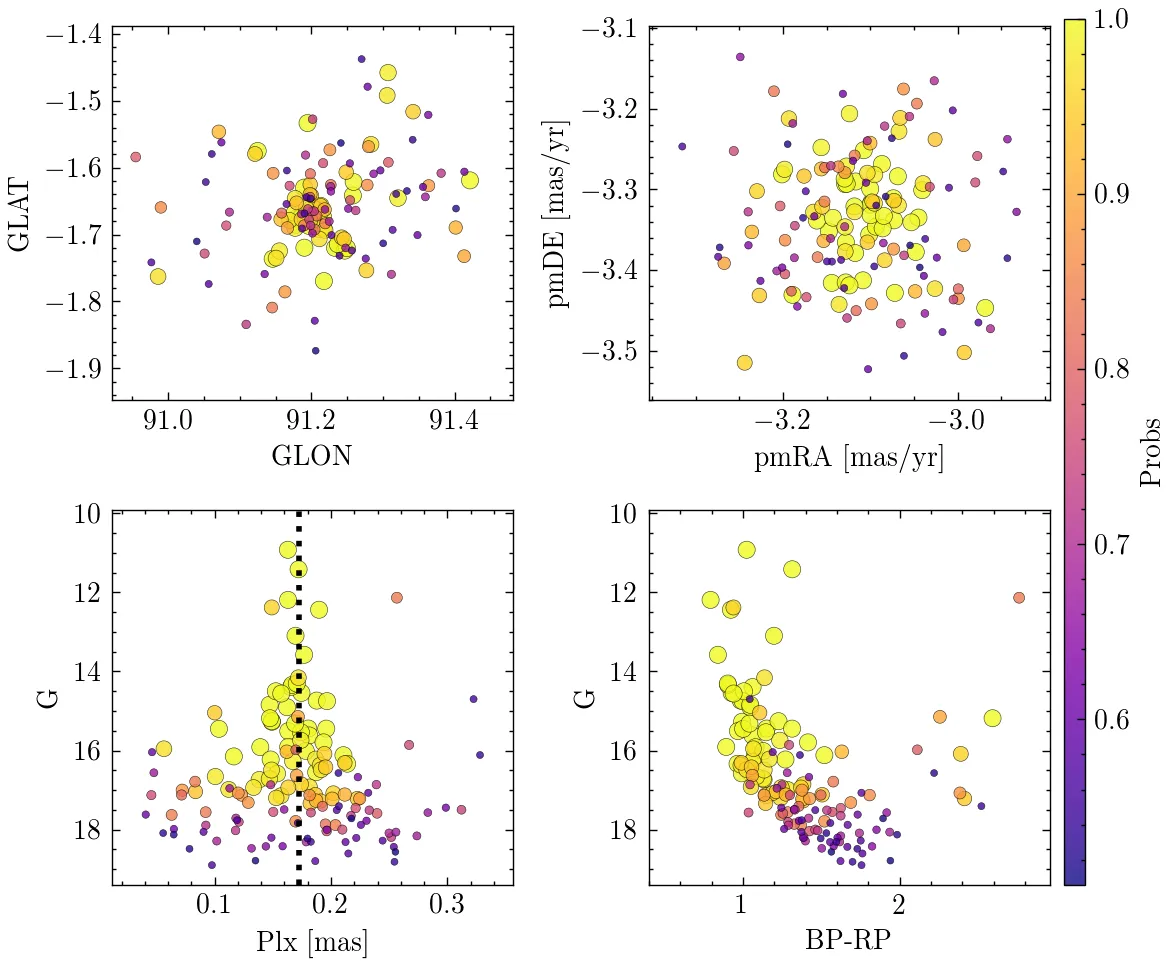 −1.4
−1.5
−1.6
−1.7
−1.8
−1.9
GLAT
91.0 91.2 91.4
GLON
−3.1
−3.2
−3.3
−3.4
−3.5
pmDE [mas/yr]
−3.2 −3.0
pmRA [mas/yr]
10
12
14
16
18
G
0.1 0.2 0.3
Plx [mas]
10
12
14
16
18
G
1 2
BP-RP
1.0
0.9
0.8
0.7
0.6
Probs